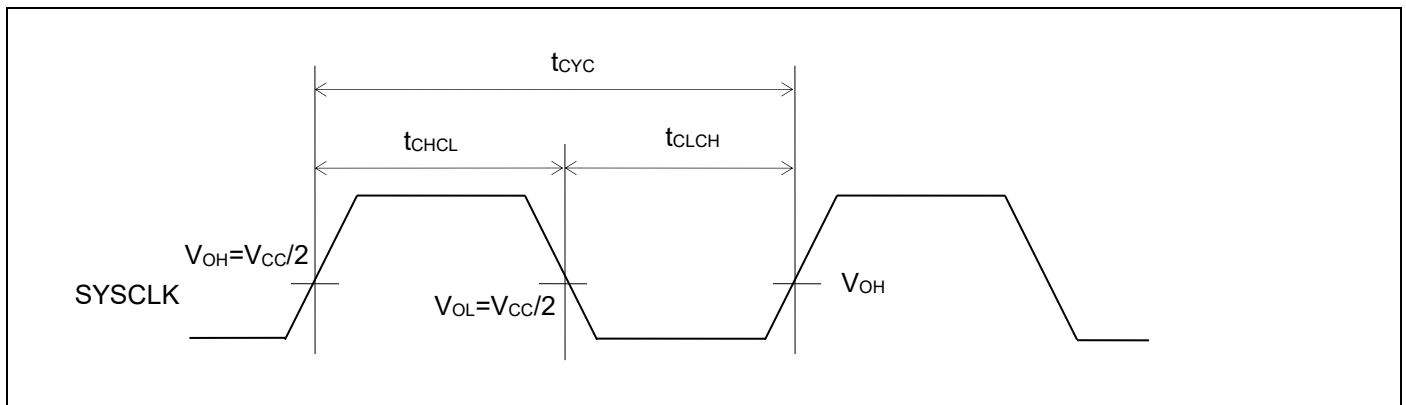 tCYC
tCHCL
tCLCH
VOH=VCC/2
SYSCLK
VOL=VCC/2
VOH